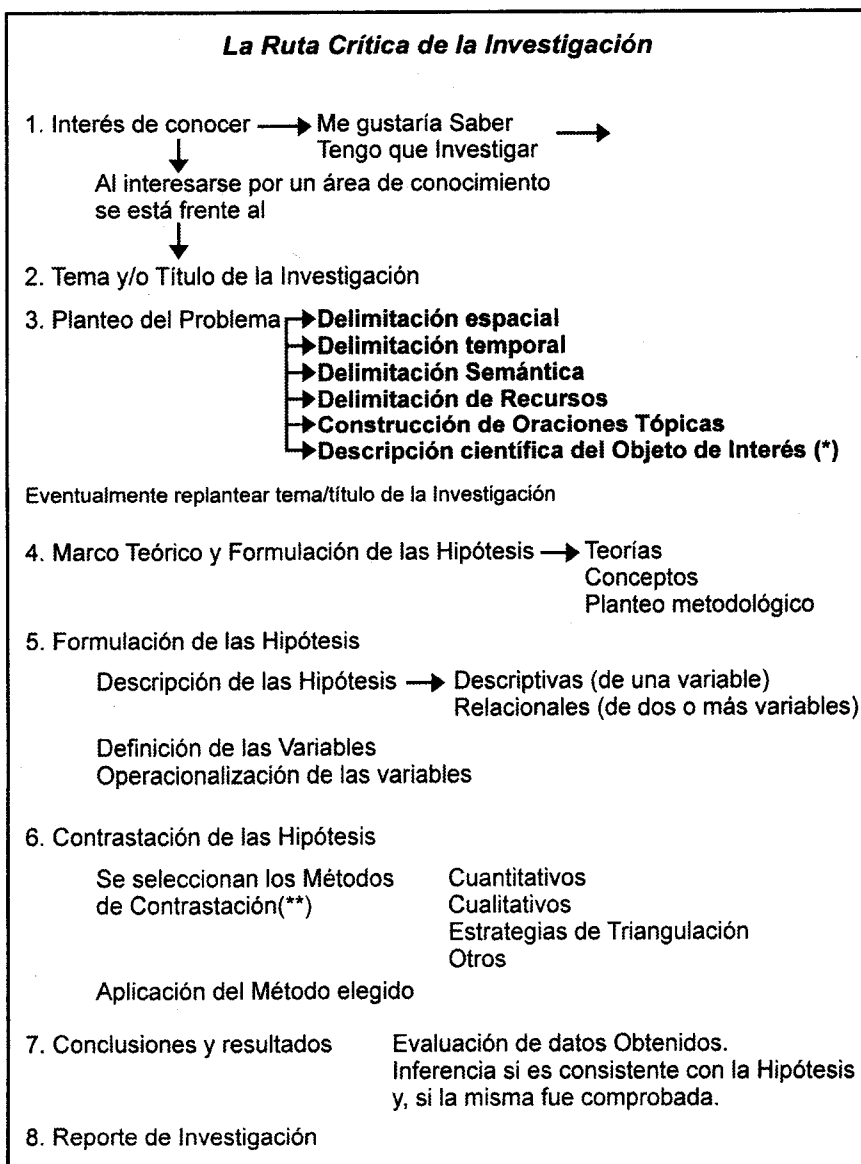 La Ruta Crítica de la Investigación
1. Interés de conocer → Me gustaría Saber →
Tengo que Investigar
Al interesarse por un área de conocimiento
se está frente al
2. Tema y/o Título de la Investigación
3. Planteo del Problema → Delimitación espacial
→ Delimitación temporal
→ Delimitación Semántica
→ Delimitación de Recursos
→ Construcción de Oraciones Tópicas
→ Descripción científica del Objeto de Interés (*)
Eventualmente replantear tema/título de la Investigación
4. Marco Teórico y Formulación de las Hipótesis → Teorías
Conceptos
Planteo metodológico
5. Formulación de las Hipótesis
Descripción de las Hipótesis → Descriptivas (de una variable)
Relacionales (de dos o más variables)
Definición de las Variables
Operacionalización de las variables
6. Contrastación de las Hipótesis
Se seleccionan los Métodos Cuantitativos
de Contrastación(**) Cualitativos
Estrategias de Triangulación
Otros
Aplicación del Método elegido
7. Conclusiones y resultados Evaluación de datos Obtenidos.
Inferencia si es consistente con la Hipótesis
y, si la misma fue comprobada.
8. Reporte de Investigación